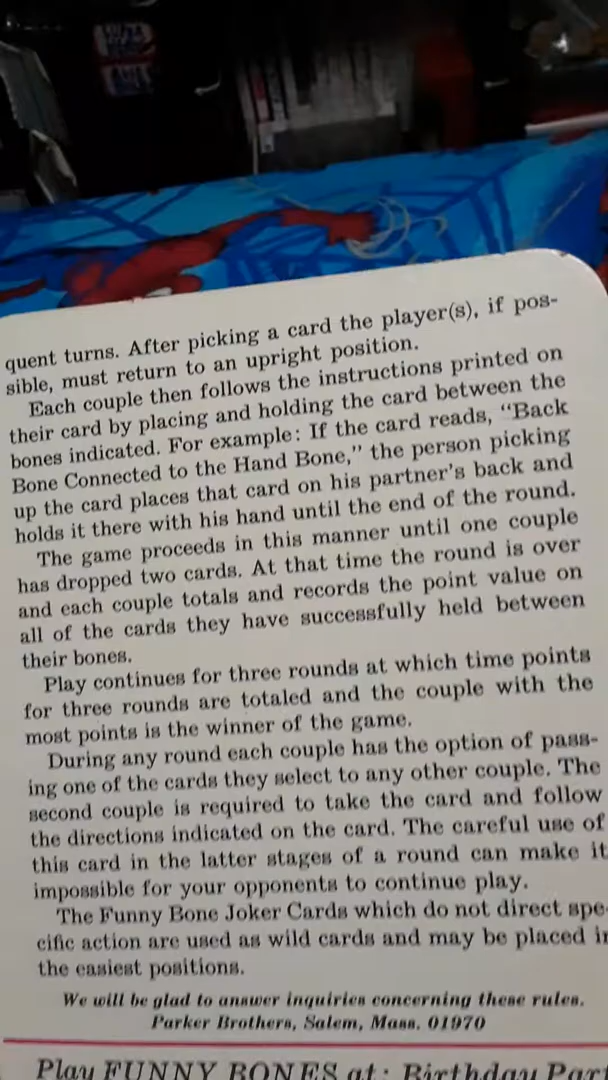 quent turns. After picking a card the player(s), if pos-
sible, must return to an upright position.
Each couple then follows the instructions printed on
their card by placing and holding the card between the
bones indicated. For example: If the card reads, "Back
Bone Connected to the Hand Bone," the person picking
up the card places that card on his partner's back and
holds it there with his hand until the end of the round.
The game proceeds in this manner until one couple
has dropped two cards. At that time the round is over
and each couple totals and records the point value on
all of the cards they have successfully held between
their bones.
Play continues for three rounds at which time points
for three rounds are totaled and the couple with the
most points is the winner of the game.
During any round each couple has the option of pass-
ing one of the cards they select to any other couple. The
second couple is required to take the card and follow
the directions indicated on the card. The careful use of
this card in the latter stages of a round can make it
impossible for your opponents to continue play.
The Funny Bone Joker Cards which do not direct spe-
cific action are used as wild cards and may be placed in
the easiest positions.
We will be glad to answer inquiries concerning these rules.
Parker Brothers, Salem, Mass. 01970
Play FUNNY BONES at: Birthday Par